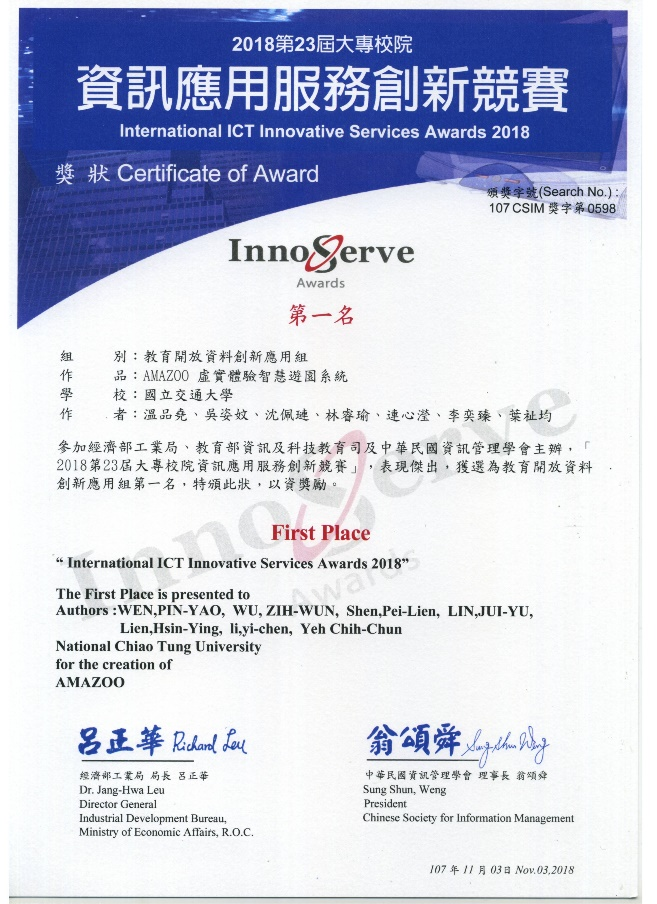 2018第23屆大專校院
資訊應用服務創新競賽
International ICT Innovative Services Awards 2018
獎 狀 Certificate of Award
頒獎字號(Search No.) :
107 CSIM 獎字第 0598
InnoServe
Awards
第一名
組 別：教育開放資料創新應用組
作 品：AMAZOO 虛實體驗智慧遊園系統
學 校：國立交通大學
作 者：溫品堯、吳姿妏、沈佩璉、林睿瑜、連心瀅、李奕臻、葉祉均
參加經濟部工業局、教育部資訊及科技教育司及中華民國資訊管理學會主辦，「
2018第23屆大專校院資訊應用服務創新競賽」，表現傑出，獲選為教育開放資料
創新應用組第一名，特頒此狀，以資獎勵。
First Place
“ International ICT Innovative Services Awards 2018”
The First Place is presented to
Authors :WEN,PIN-YAO, WU, ZIH-WUN, Shen,Pei-Lien, LIN,JUI-YU,
Lien,Hsin-Ying, li,yi-chen, Yeh Chih-Chun
National Chiao Tung University
for the creation of
AMAZOO
呂正華 Richard Leu
翁頌舜 Sung Shun Weng
經濟部工業局 局長 呂正華
Dr. Jang-Hwa Leu
Director General
Industrial Development Bureau,
Ministry of Economic Affairs, R.O.C.
中華民國資訊管理學會 理事長 翁頌舜
Sung Shun, Weng
President
Chinese Society for Information Management
107 年 11 月 03 日 Nov.03,2018
InnoServe
Awards